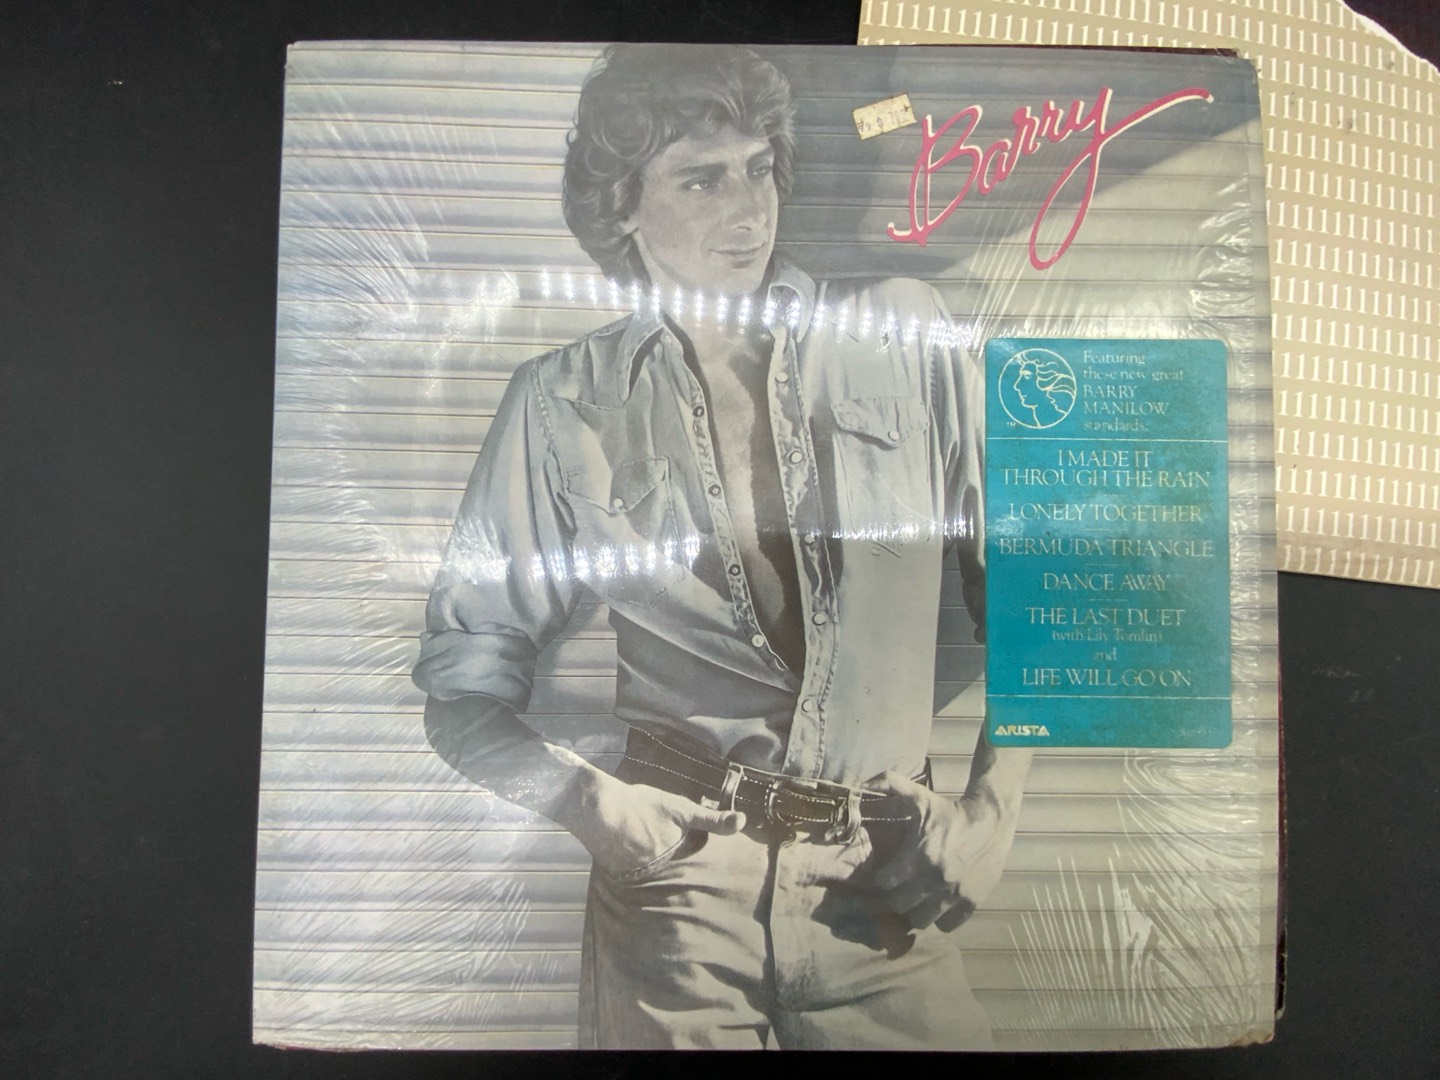 Barry
Featuring
these new great
BARRY
MANILOW
standards.
TM
I MADE IT
THROUGH THE RAIN
LONELY TOGETHER
BERMUDA TRIANGLE
DANCE AWAY
THE LAST DUET
(with Lily Tomlin)
and
LIFE WILL GO ON
ARISTA